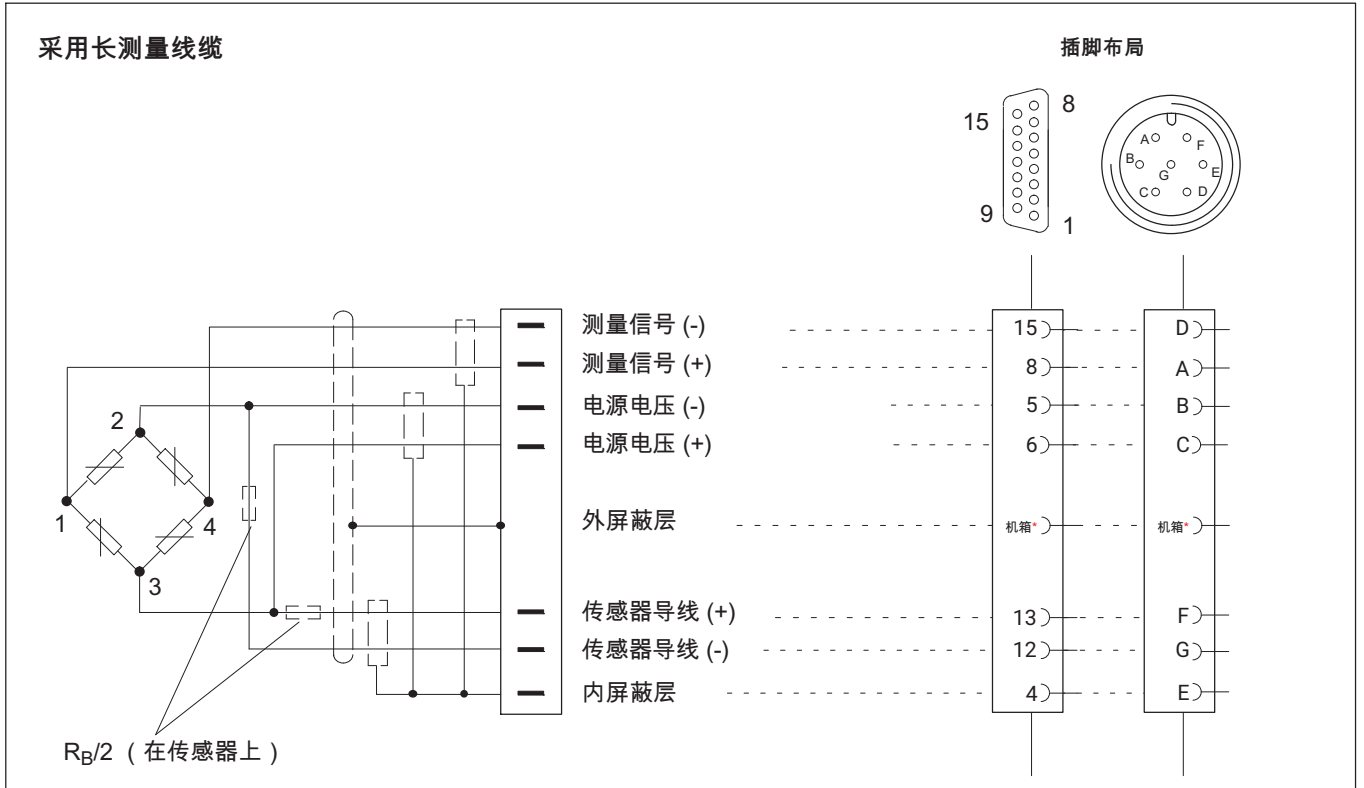 采用长测量线缆
插脚布局
8
15
9
1
A
F
B
G
E
C
D
测量信号 (-)
15
D
测量信号 (+)
8
A
电源电压 (-)
5
B
电源电压 (+)
6
C
外屏蔽层
机箱*
机箱*
传感器导线 (+)
13
F
传感器导线 (-)
12
G
内屏蔽层
4
E
2
1
4
3
RB/2 （在传感器上）